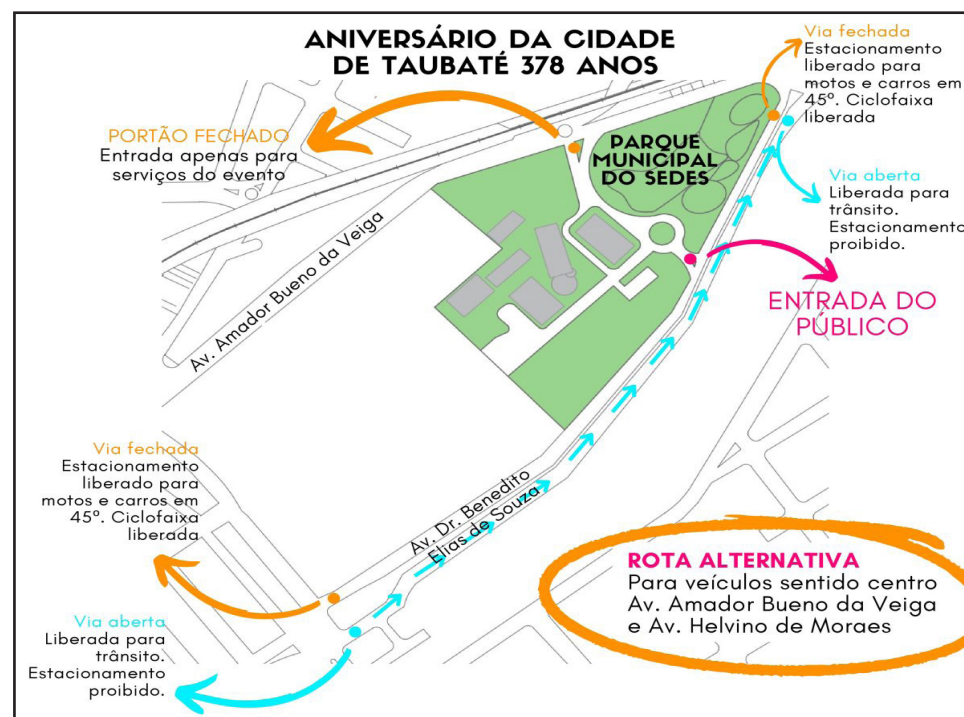 ANIVERSÁRIO DA CIDADE
DE TAUBATÉ 378 ANOS
Via fechada
Estacionamento
liberado para
motos e carros em
45º. Ciclofaixa
liberada
PORTÃO FECHADO
Entrada apenas para
serviços do evento
PARQUE
MUNICIPAL
DO SEDES
Via aberta
Liberada para
trânsito.
Estacionamento
proibido.
Av. Amador Bueno da Veiga
ENTRADA DO
PÚBLICO
Via fechada
Estacionamento
liberado para
motos e carros em
45º. Ciclofaixa
liberada
Av. Dr. Benedito
Elias de Souza
ROTA ALTERNATIVA
Para veículos sentido centro
Av. Amador Bueno da Veiga
e Av. Helvino de Moraes
Via aberta
Liberada para
trânsito.
Estacionamento
proibido.